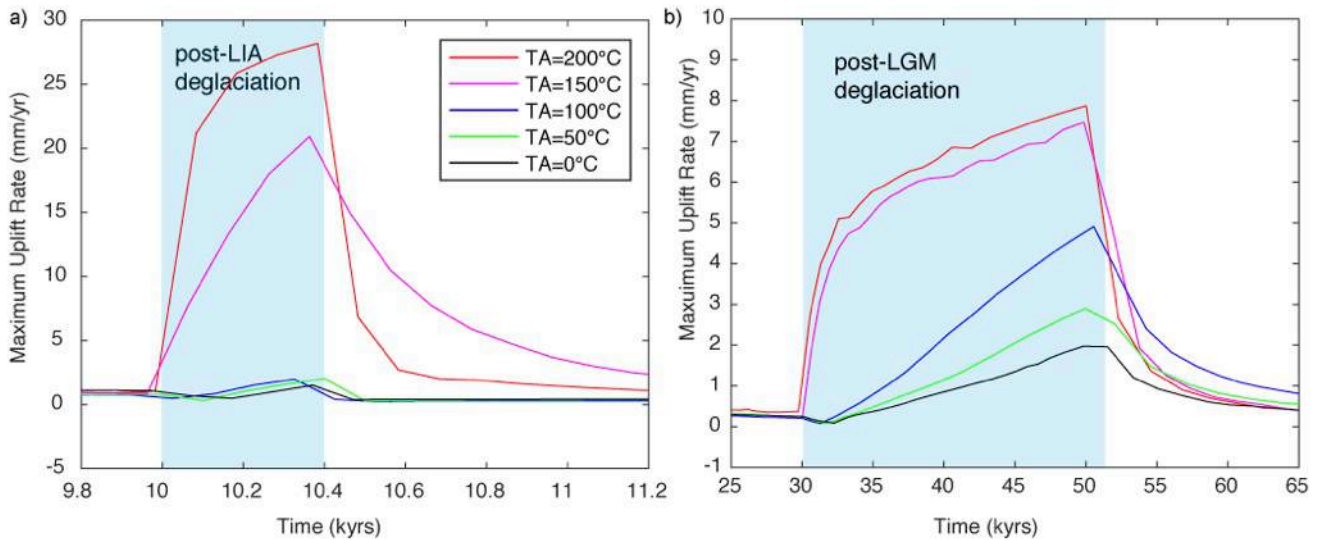 a)
30
25
20
15
10
5
0
-5
Maximum Uplift Rate (mm/yr)
post-LIA
deglaciation
TA=200°C
TA=150°C
TA=100°C
TA=50°C
TA=0°C
9.8 10 10.2 10.4 10.6 10.8 11 11.2
Time (kyrs)
b)
10
9
8
7
6
5
4
3
2
1
0
-1
Maxuimum Uplift Rate (mm/yr)
post-LGM
deglaciation
25 30 35 40 45 50 55 60 65
Time (kyrs)